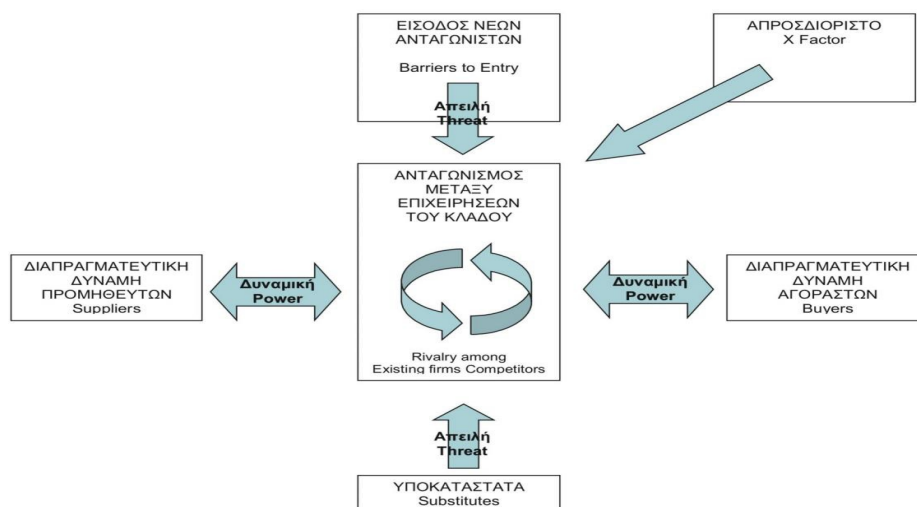 ΕΙΣΟΔΟΣ ΝΕΩΝ
ΑΝΤΑΓΩΝΙΣΤΩΝ
Barriers to Entry
Απειλή
Threat
ΑΠΡΟΣΔΙΟΡΙΣΤΟ
X Factor
ΑΝΤΑΓΩΝΙΣΜΟΣ
ΜΕΤΑΞΥ
ΕΠΙΧΕΙΡΗΣΕΩΝ
ΤΟΥ ΚΛΑΔΟΥ
Rivalry among
Existing firms Competitors
ΔΙΑΠΡΑΓΜΑΤΕΥΤΙΚΗ
ΔΥΝΑΜΗ
ΠΡΟΜΗΘΕΥΤΩΝ
Suppliers
Δυναμική
Power
Δυναμική
Power
ΔΙΑΠΡΑΓΜΑΤΕΥΤΙΚΗ
ΔΥΝΑΜΗ
ΑΓΟΡΑΣΤΩΝ
Buyers
Απειλή
Threat
ΥΠΟΚΑΤΑΣΤΑΤΑ
Substitutes